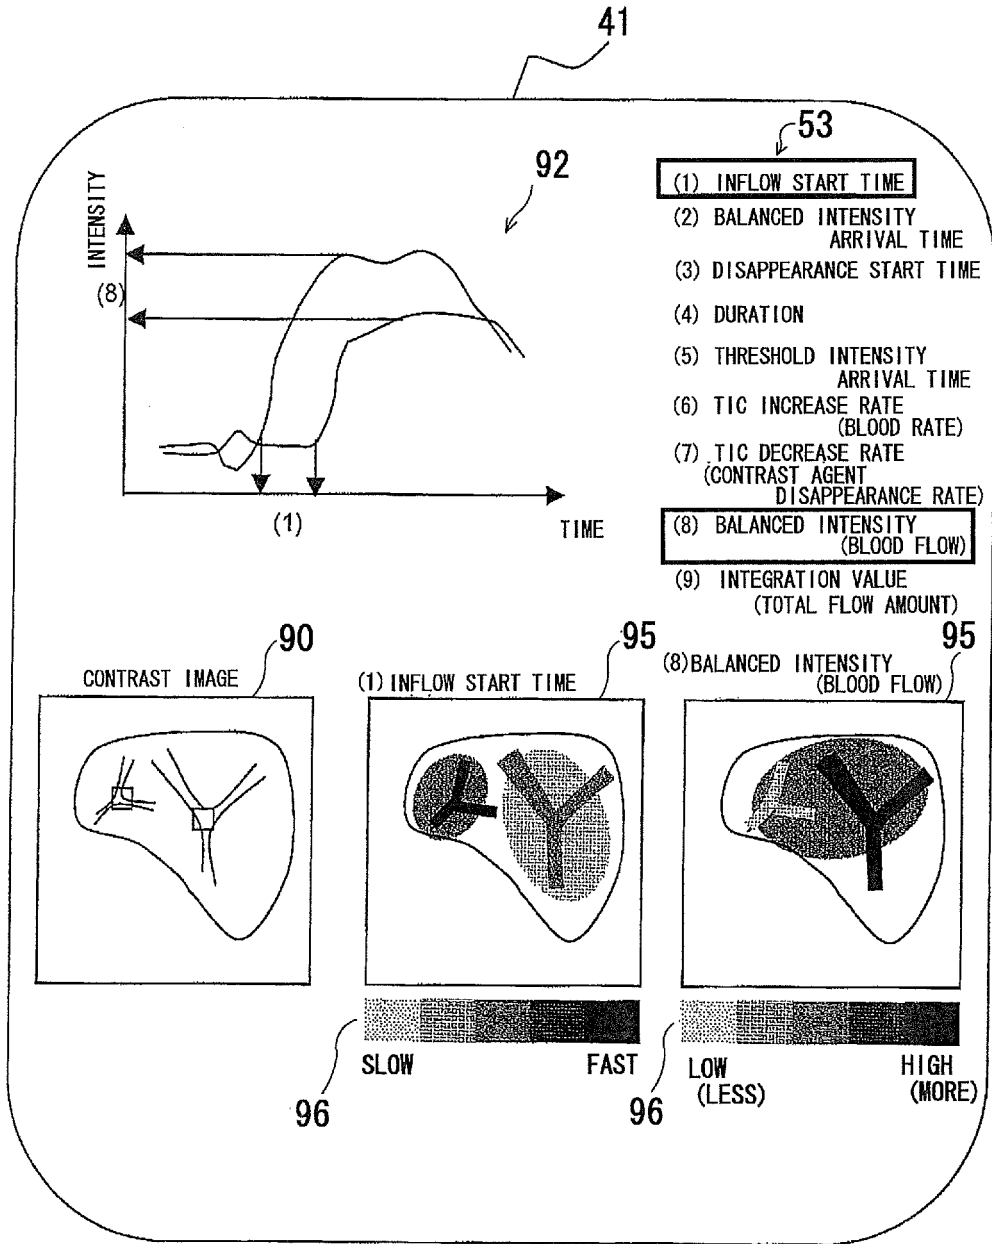 41
53
92
INTENSITY
(8)
(1)
TIME
(1) INFLOW START TIME
(2) BALANCED INTENSITY
ARRIVAL TIME
(3) DISAPPEARANCE START TIME
(4) DURATION
(5) THRESHOLD INTENSITY
ARRIVAL TIME
(6) TIC INCREASE RATE
(BLOOD RATE)
(7) TIC DECREASE RATE
(CONTRAST AGENT
DISAPPEARANCE RATE)
(8) BALANCED INTENSITY
(BLOOD FLOW)
(9) INTEGRATION VALUE
(TOTAL FLOW AMOUNT)
90
CONTRAST IMAGE
95
(1) INFLOW START TIME
95
(8) BALANCED INTENSITY
(BLOOD FLOW)
96
SLOW FAST
96
LOW HIGH
(LESS) (MORE)